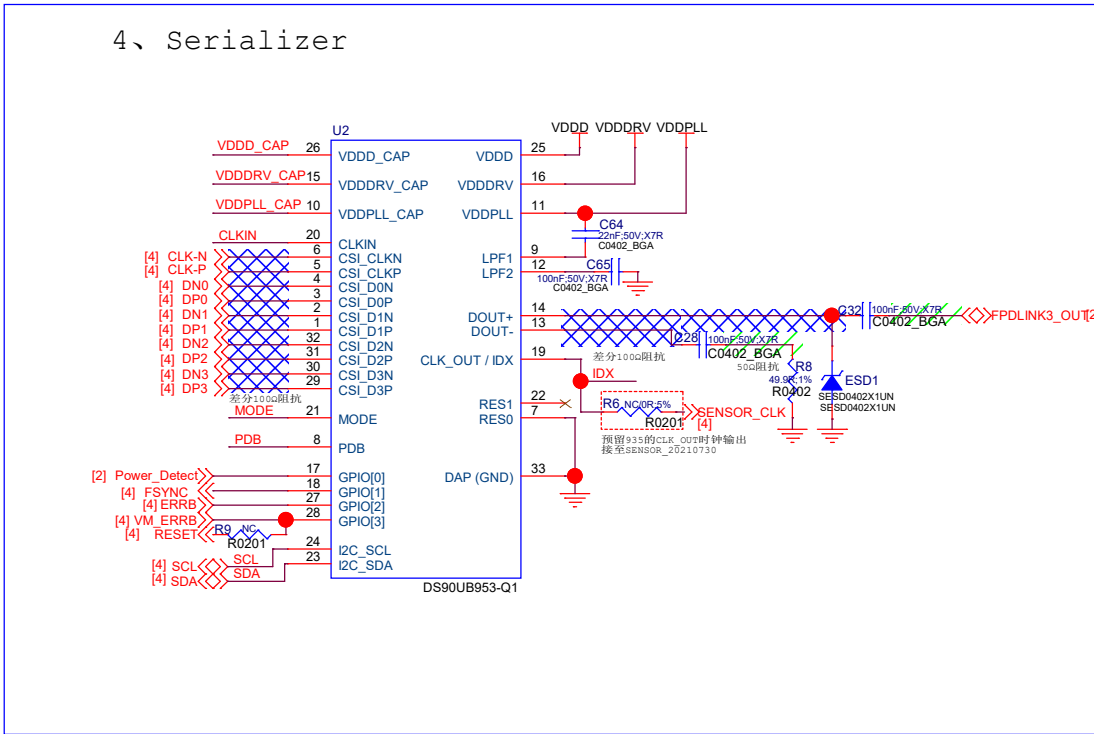 4、Serializer
U2
VDDD VDDDRV VDDPLL
VDDD_CAP 26 VDDD_CAP VDDD 25
VDDDRV_CAP 15 VDDDRV_CAP VDDDRV 16
VDDPLL_CAP 10 VDDPLL_CAP VDDPLL 11
C64
22nF;50V;X7R
C0402_BGA
CLKIN 20 CLKIN
[4] CLK-N 6 CSI_CLKN LPF1 9
[4] CLK-P 5 CSI_CLKP LPF2 12
C65
100nF;50V;X7R
C0402_BGA
[4] DN0 4 CSI_D0N
[4] DP0 3 CSI_D0P
[4] DN1 2 CSI_D1N DOUT+ 14
C32 100nF;50V;X7R
C0402_BGA
FPDLINK3_OUT[2
[4] DP1 1 CSI_D1P DOUT- 13
[4] DN2 32 CSI_D2N
C28 100nF;50V;X7R
C0402_BGA
[4] DP2 31 CSI_D2P CLK_OUT / IDX 19
差分100Ω阻抗
50Ω阻抗
[4] DN3 30 CSI_D3N
[4] DP3 29 CSI_D3P
差分100Ω阻抗
IDX
R8
49.9R;1%
R0402
ESD1
SESD0402X1UN
SESD0402X1UN
MODE 21 MODE RES1 22
RES0 7
R6 NC/0R;5%
R0201
SENSOR_CLK
[4]
预留935的CLK_OUT时钟输出
接至SENSOR_20210730
PDB 8 PDB
[2] Power_Detect 17 GPIO[0] DAP (GND) 33
[4] FSYNC 18 GPIO[1]
[4] ERRB 27 GPIO[2]
[4] VM_ERRB 28 GPIO[3]
[4] RESET R9 NC
R0201
[4] SCL SCL 24 I2C_SCL
[4] SDA SDA 23 I2C_SDA
DS90UB953-Q1